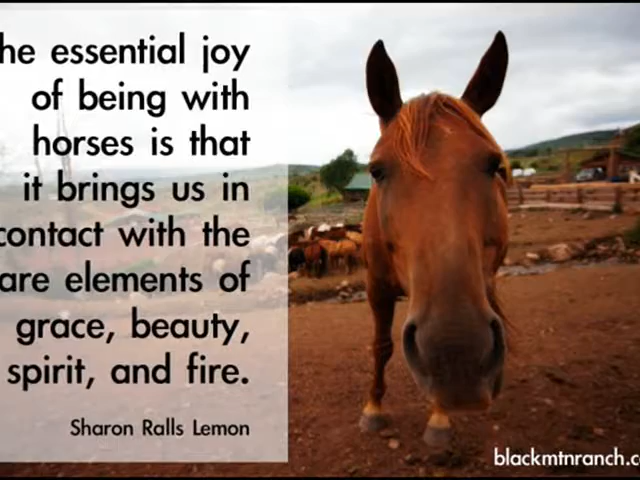 he essential joy
of being with
horses is that
it brings us in
contact with the
are elements of
grace, beauty,
spirit, and fire.
Sharon Ralls Lemon
blackmtnranch.c